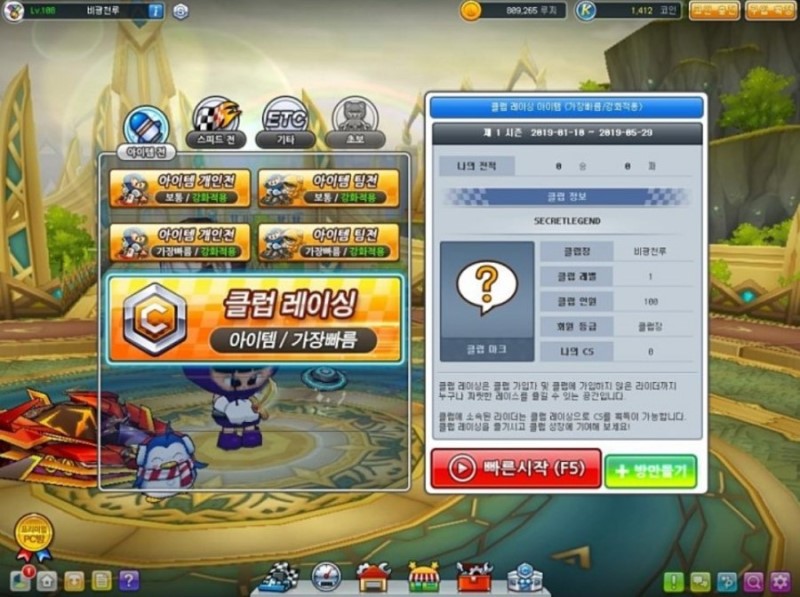 Lv.108 비광천루
809,265 루찌
1,412 코인
아이템전
스피드전
ETC
기타
초보
아이템 개인전
보통 / 강화적용
아이템 팀전
보통 / 강화적용
아이템 개인전
가장빠름 / 강화적용
아이템 팀전
가장빠름 / 강화적용
클럽 레이싱
아이템 / 가장빠름
클럽 레이싱 아이템 (가장빠름/강화적용)
제 1 시즌 2019-01-10 ~ 2019-05-29
나의 전적 0 승 0 패
클럽 정보
SECRETLEGEND
클럽장 비광천루
클럽 레벨 1
클럽 인원 100
회원 등급 클럽장
나의 CS 0
클럽 마크
클럽 레이싱은 클럽 가입자 및 클럽에 가입하지 않은 라이더까지
누구나 짜릿한 레이스를 즐길 수 있는 공간입니다.
클럽에 소속된 라이더는 클럽 레이싱으로 CS를 획득이 가능합니다.
클럽 레이싱을 즐기시고 클럽 성장에 기여해 보세요!
빠른시작 (F5)
+ 방만들기
프리미엄
PC방